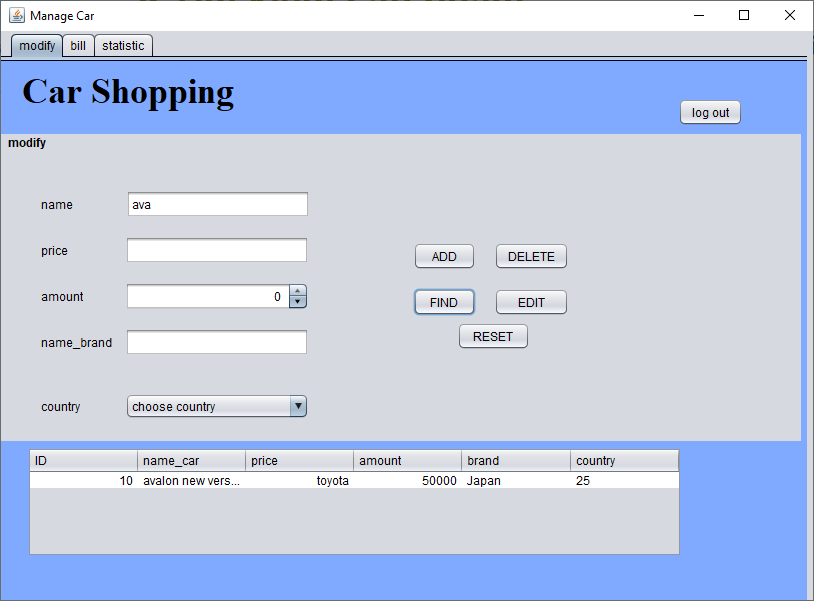 Manage Car
modify bill statistic
Car Shopping
log out
modify
name ava
price
ADD DELETE
amount 0
FIND EDIT
RESET
name_brand
country choose country
ID name_car price amount brand country
10 avalon new vers... toyota 50000 Japan 25